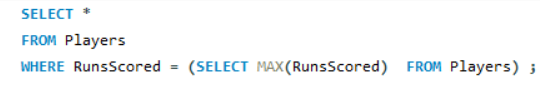 SELECT *
FROM Players
WHERE RunsScored = (SELECT MAX(RunsScored)  FROM Players) ;